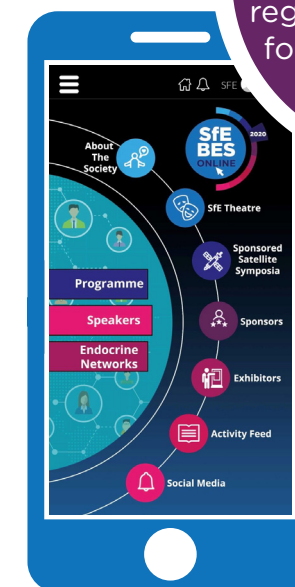 reg
fo
SFE
SfE
BES
ONLINE
2020
About
The
Society
SfE Theatre
Sponsored
Satellite
Symposia
Programme
Speakers
Endocrine
Networks
Sponsors
Exhibitors
Activity Feed
Social Media